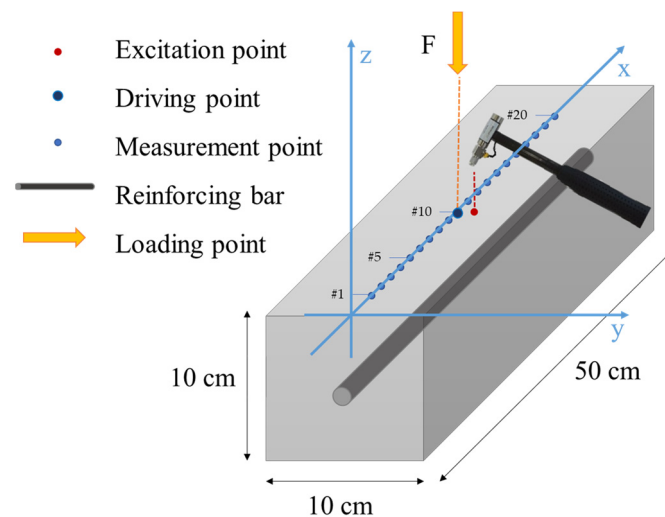 Excitation point
Driving point
Measurement point
Reinforcing bar
Loading point
F
z
x
#20
#10
#5
#1
y
10 cm
50 cm
10 cm